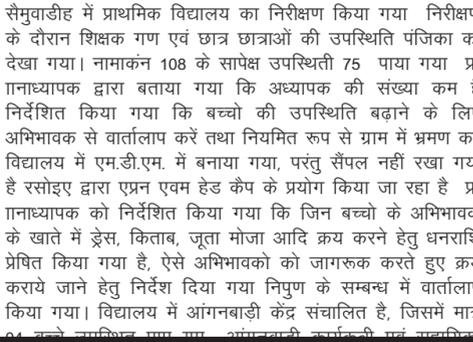 सैमुवाडीह में प्राथमिक विद्यालय का निरीक्षण किया गया निरीक्षण
के दौरान शिक्षक गण एवं छात्र छात्राओं की उपस्थिति पंजिका क
देखा गया। नामाकंन 108 के सापेक्ष उपस्थिती 75 पाया गया प्र
ानाध्यापक द्वारा बताया गया कि अध्यापक की संख्या कम
निर्देशित किया गया कि बच्चो की उपस्थिति बढ़ाने के लि
अभिभावक से वार्तालाप करें तथा नियमित रूप से ग्राम में भ्रमण क
विद्यालय में एम.डी.एम. में बनाया गया, परंतु सैंपल नहीं रखा गय
है रसोइए द्वारा एप्रन एवम हेड कैप के प्रयोग किया जा रहा है प्र
ानाध्यापक को निर्देशित किया गया कि जिन बच्चो के अभिभाव
के खाते में ड्रेस, किताब, जूता मोजा आदि क्रय करने हेतु धनराशि
प्रेषित किया गया है, ऐसे अभिभावको को जागरूक करते हुए क्र
कराये जाने हेतु निर्देश दिया गया निपुण के सम्बन्ध में वार्ताला
किया गया। विद्यालय में आंगनबाड़ी केंद्र संचालित है, जिसमें मा